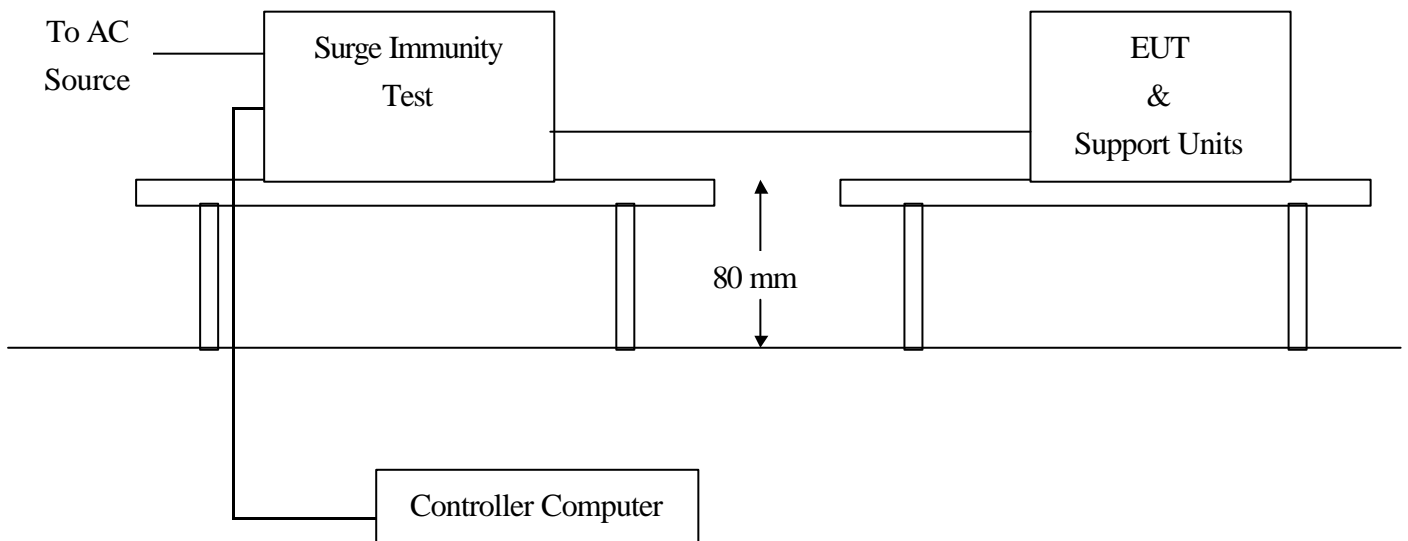 To AC
Source
Surge Immunity
Test
EUT
&
Support Units
80 mm
Controller Computer